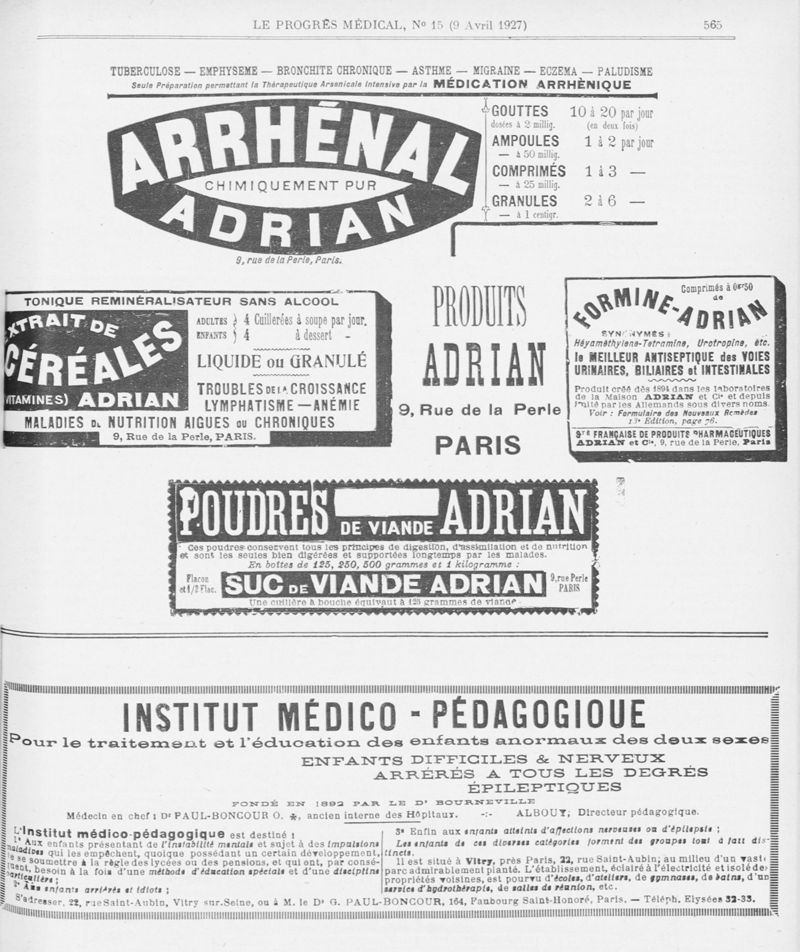 LE PROGRÈS MÉDICAL, No 15 (9 Avril 1927) 565
TUBERCULOSE — EMPHYSEME — BRONCHITE CHRONIQUE — ASTHME — MIGRAINE — ECZEMA — PALUDISME
Seule Préparation permettant la Thérapeutique Arsenicale Intensive par la MÉDICATION ARRHÉNIQUE
ARRHÉNAL
CHIMIQUEMENT PUR
ADRIAN
9, rue de la Perle, Paris.
GOUTTES 10 à 20 par jour
dosées à 2 millig. (en deux fois)
AMPOULES 1 à 2 par jour
— à 50 millig.
COMPRIMÉS 1 à 3 —
— à 25 millig.
GRANULES 2 à 6 —
— à 1 centigr.
TONIQUE REMINÉRALISATEUR SANS ALCOOL
EXTRAIT DE
CÉRÉALES
(VITAMINES) ADRIAN
ADULTES 4 Cuillerées à soupe par jour.
ENFANTS 4 à dessert -
LIQUIDE ou GRANULÉ
TROUBLES DE LA CROISSANCE
LYMPHATISME — ANÉMIE
MALADIES DE NUTRITION AIGUES OU CHRONIQUES
9, Rue de la Perle, PARIS.
PRODUITS
ADRIAN
9, Rue de la Perle
PARIS
Comprimés à 0gr50
de
FORMINE-ADRIAN
SYNONYMES :
Héxaméthylène-Tetramine, Urotropine, etc.
le MEILLEUR ANTISEPTIQUE des VOIES
URINAIRES, BILIAIRES et INTESTINALES
Produit créé dès 1894 dans les laboratoires
de la Maison ADRIAN et Cie et depuis
imité par les Allemands sous divers noms.
Voir : Formulaire des Nouveaux Remèdes
13e Edition, page 76.
STÉ FRANÇAISE DE PRODUITS PHARMACEUTIQUES
ADRIAN et Cie, 9, rue de la Perle, Paris
POUDRES DE VIANDE ADRIAN
Ces poudres conservent tous les principes de digestion, d'assimilation et de nutrition
et sont les seules bien digérées et supportées longtemps par les malades.
En boîtes de 125, 250, 500 grammes et 1 kilogramme :
Flacon
et 1/2 Flac.
SUC DE VIANDE ADRIAN
9, rue Perle
PARIS
Une cuillère à bouche équivaut à 125 grammes de viande.
INSTITUT MÉDICO - PÉDAGOGIQUE
Pour le traitement et l'éducation des enfants anormaux des deux sexes
ENFANTS DIFFICILES & NERVEUX
ARRÉRÉS A TOUS LES DEGRÉS
ÉPILEPTIQUES
FONDÉ EN 1892 PAR LE Dr BOURNEVILLE
Médecin en chef : Dr PAUL-BONCOUR O. ✻, ancien interne des Hôpitaux. -:- ALBOUY; Directeur pédagogique.
L'Institut médico-pédagogique est destiné :
1º Aux enfants présentant de l'instabilité mentale et sujet à des impulsions
maladives qui les empêchent, quoique possédant un certain développement,
de se soumettre à la règle des lycées ou des pensions, et qui ont, par consé-
quent, besoin à la fois d'une méthode d'éducation spéciale et d'une discipline
particulière ;
2º Aux enfants arriérés et idiots ;
3º Enfin aux enfants atteints d'affections nerveuses ou d'épilepsie ;
Les enfants de ces diverses catégories forment des groupes tout à fait dis-
tincts.
Il est situé à Vitry, près Paris, 22, rue Saint-Aubin; au milieu d'un vaste
parc admirablement planté. L'établissement, éclairé à l'électricité et isolé de
propriétés voisines, est pourvu d'écoles, d'ateliers, de gymnases, de bains, d'un
service d'hydrothérapie, de salles de réunion, etc.
S'adresser, 22, rue Saint-Aubin, Vitry sur.Seine, ou à M. le Dr G. PAUL-BONCOUR, 164, Faubourg Saint-Honoré, Paris. — Téléph. Elysées 32-33.